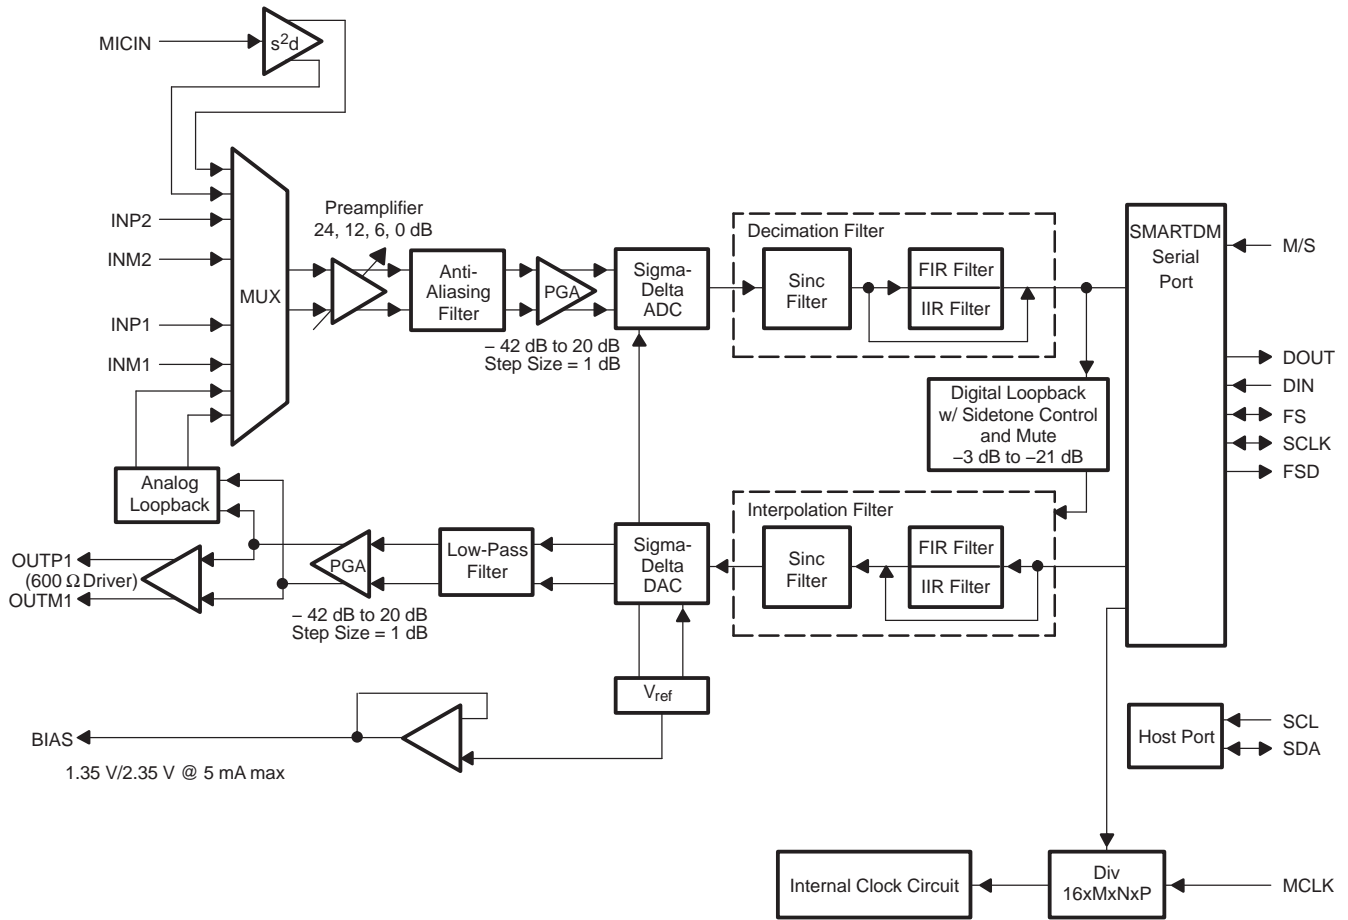 MICIN
s2d
INP2
INM2
INP1
INM1
MUX
Preamplifier
24, 12, 6, 0 dB
Anti-
Aliasing
Filter
PGA
– 42 dB to 20 dB
Step Size = 1 dB
Sigma-
Delta
ADC
Decimation Filter
Sinc
Filter
FIR Filter
IIR Filter
SMARTDM
Serial
Port
M/S
DOUT
DIN
FS
SCLK
FSD
Digital Loopback
w/ Sidetone Control
and Mute
–3 dB to –21 dB
Analog
Loopback
OUTP1
(600 Ω Driver)
OUTM1
PGA
– 42 dB to 20 dB
Step Size = 1 dB
Low-Pass
Filter
Sigma-
Delta
DAC
Interpolation Filter
Sinc
Filter
FIR Filter
IIR Filter
Vref
BIAS
1.35 V/2.35 V @ 5 mA max
Host Port
SCL
SDA
Internal Clock Circuit
Div
16xMxNxP
MCLK